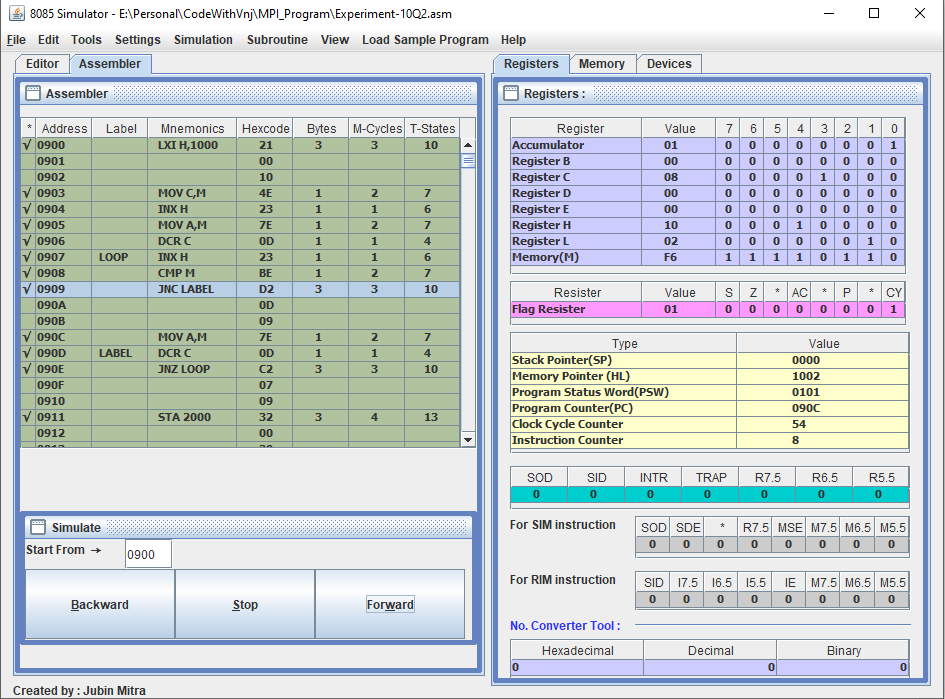 8085 Simulator - E:\Personal\CodeWithVnj\MPI_Program\Experiment-10Q2.asm
File Edit Tools Settings Simulation Subroutine View Load Sample Program Help
Editor Assembler
Assembler
* Address Label Mnemonics Hexcode Bytes M-Cycles T-States
√ 0900 LXI H,1000 21 3 3 10
0901 00
0902 10
√ 0903 MOV C,M 4E 1 2 7
√ 0904 INX H 23 1 1 6
√ 0905 MOV A,M 7E 1 2 7
√ 0906 DCR C 0D 1 1 4
√ 0907 LOOP INX H 23 1 1 6
√ 0908 CMP M BE 1 2 7
√ 0909 JNC LABEL D2 3 3 10
090A 0D
090B 09
√ 090C MOV A,M 7E 1 2 7
√ 090D LABEL DCR C 0D 1 1 4
√ 090E JNZ LOOP C2 3 3 10
090F 07
0910 09
√ 0911 STA 2000 32 3 4 13
0912 00
Simulate
Start From → 0900
Backward Stop Forward
Created by : Jubin Mitra
Registers Memory Devices
Registers :
Register Value 7 6 5 4 3 2 1 0
Accumulator 01 0 0 0 0 0 0 0 1
Register B 00 0 0 0 0 0 0 0 0
Register C 08 0 0 0 0 1 0 0 0
Register D 00 0 0 0 0 0 0 0 0
Register E 00 0 0 0 0 0 0 0 0
Register H 10 0 0 0 1 0 0 0 0
Register L 02 0 0 0 0 0 0 1 0
Memory(M) F6 1 1 1 1 0 1 1 0
Resister Value S Z * AC * P * CY
Flag Resister 01 0 0 0 0 0 0 0 1
Type Value
Stack Pointer(SP) 0000
Memory Pointer (HL) 1002
Program Status Word(PSW) 0101
Program Counter(PC) 090C
Clock Cycle Counter 54
Instruction Counter 8
SOD SID INTR TRAP R7.5 R6.5 R5.5
0 0 0 0 0 0 0
For SIM instruction
SOD SDE * R7.5 MSE M7.5 M6.5 M5.5
0 0 0 0 0 0 0 0
For RIM instruction
SID I7.5 I6.5 I5.5 IE M7.5 M6.5 M5.5
0 0 0 0 0 0 0 0
No. Converter Tool :
Hexadecimal Decimal Binary
0 0 0